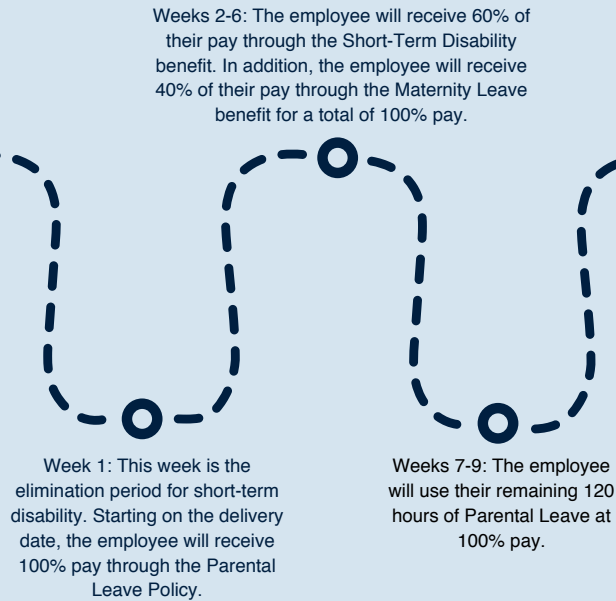 Weeks 2-6: The employee will receive 60% of
their pay through the Short-Term Disability
benefit. In addition, the employee will receive
40% of their pay through the Maternity Leave
benefit for a total of 100% pay.
Week 1: This week is the
elimination period for short-term
disability. Starting on the delivery
date, the employee will receive
100% pay through the Parental
Leave Policy.
Weeks 7-9: The employee
will use their remaining 120
hours of Parental Leave at
100% pay.